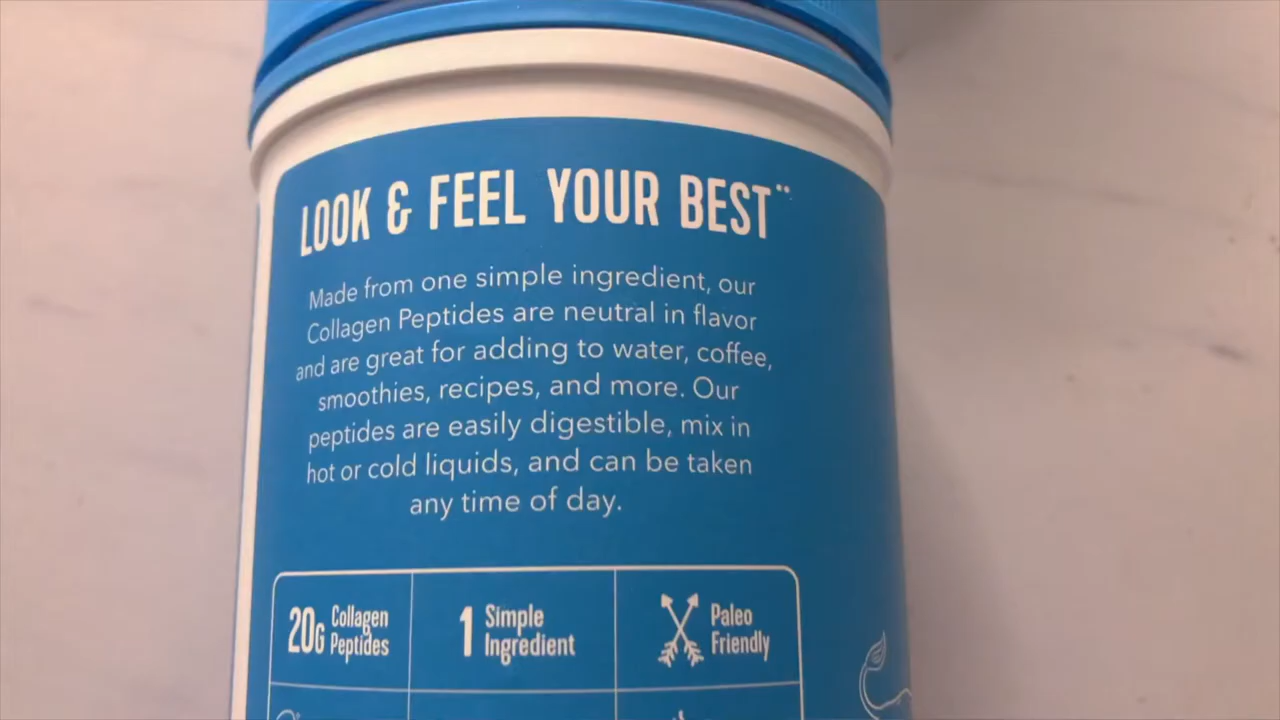 LOOK & FEEL YOUR BEST¨
Made from one simple ingredient, our
Collagen Peptides are neutral in flavor
and are great for adding to water, coffee,
smoothies, recipes, and more. Our
peptides are easily digestible, mix in
hot or cold liquids, and can be taken
any time of day.
20G Collagen Peptides
1 Simple Ingredient
Paleo Friendly